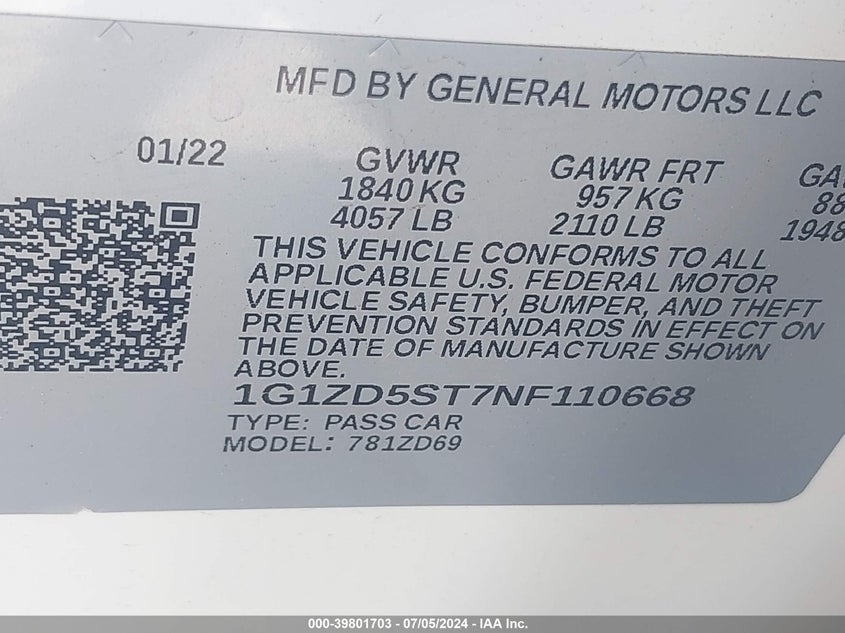 MFD BY GENERAL MOTORS LLC
01/22 GVWR GAWR FRT
1840 KG 957 KG
4057 LB 2110 LB 1948
THIS VEHICLE CONFORMS TO ALL
APPLICABLE U.S. FEDERAL MOTOR
VEHICLE SAFETY, BUMPER, AND THEFT
PREVENTION STANDARDS IN EFFECT ON
THE DATE OF MANUFACTURE SHOWN
ABOVE.
1G1ZD5ST7NF110668
TYPE: PASS CAR
MODEL: 781ZD69
000-39801703 - 07/05/2024 - IAA Inc.